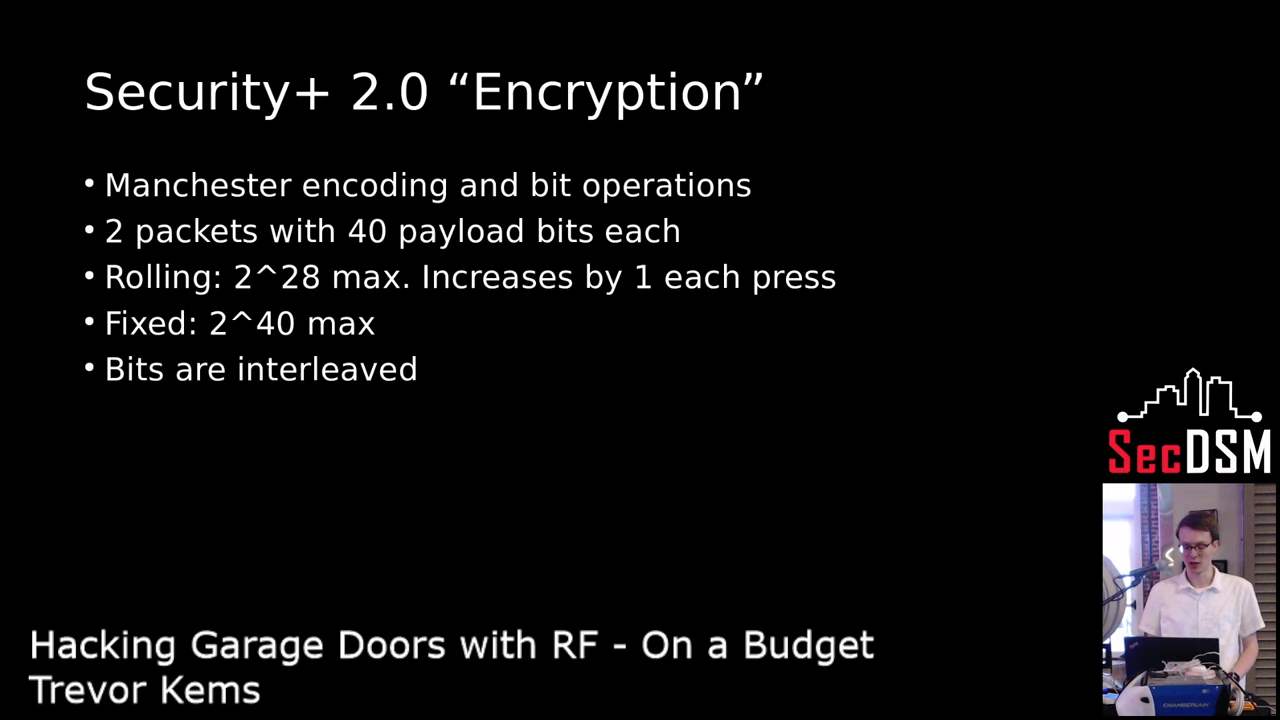 Security+ 2.0 “Encryption”
• Manchester encoding and bit operations
• 2 packets with 40 payload bits each
• Rolling: 2^28 max. Increases by 1 each press
• Fixed: 2^40 max
• Bits are interleaved
SecDSM
CHAMBERLAIN
Hacking Garage Doors with RF - On a Budget
Trevor Kems